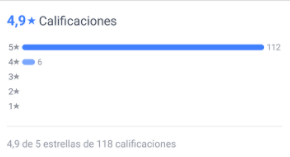 4,9★ Calificaciones
5★ 112
4★ 6
3★
2★
1★
4,9 de 5 estrellas de 118 calificaciones